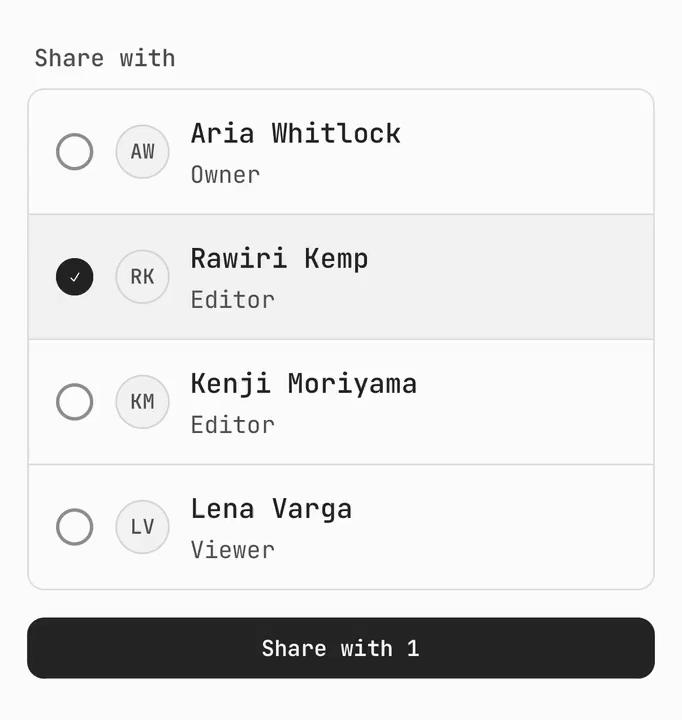 Share with
AW
Aria Whitlock
Owner
RK
Rawiri Kemp
Editor
KM
Kenji Moriyama
Editor
LV
Lena Varga
Viewer
Share with 1